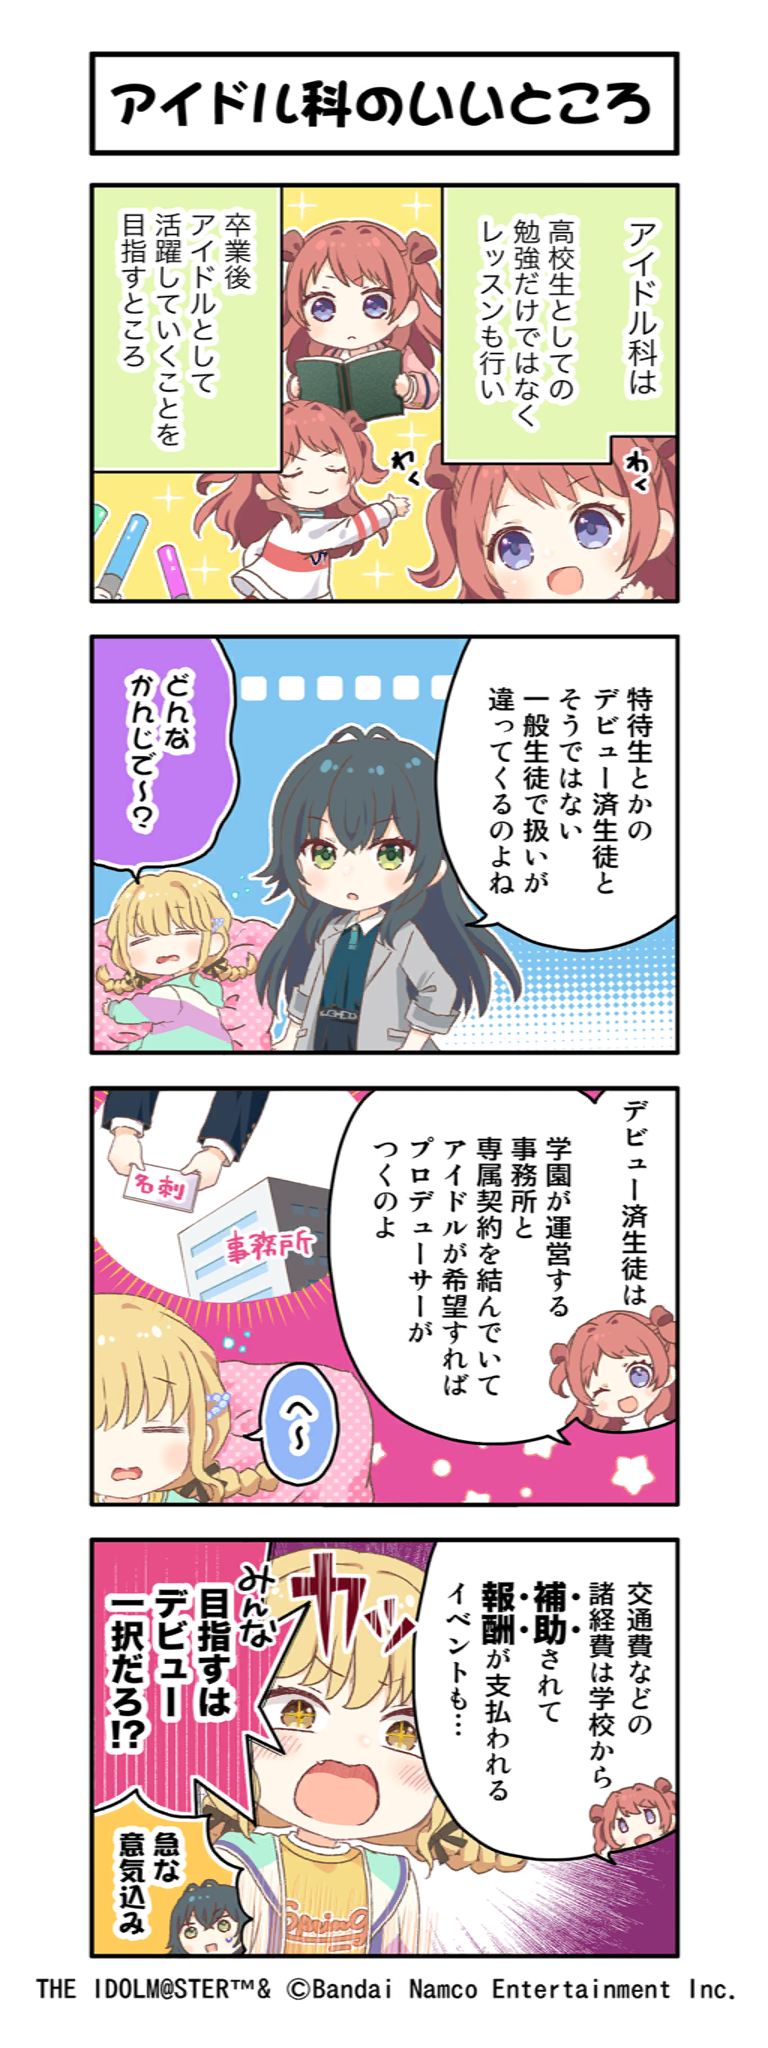 アイドル科のいいところ
アイドル科は
高校生としての
勉強だけではなく
レッスンも行い
卒業後
アイドルとして
活躍していくことを
目指すところ
わく
わく
特待生とかの
デビュー済生徒と
そうではない
一般生徒で扱いが
違ってくるのよね
どんな
かんじで～？
デビュー済生徒は
学園が運営する
事務所と
専属契約を結んでいて
アイドルが希望すれば
プロデューサーが
つくのよ
名刺
事務所
へ～
交通費などの
諸経費は学校から
補助されて
報酬が支払われる
イベントも…
カッ
みんな
目指すは
デビュー
一択だろ!?
Spring
急な
意気込み
THE IDOLM@STER™& ©Bandai Namco Entertainment Inc.